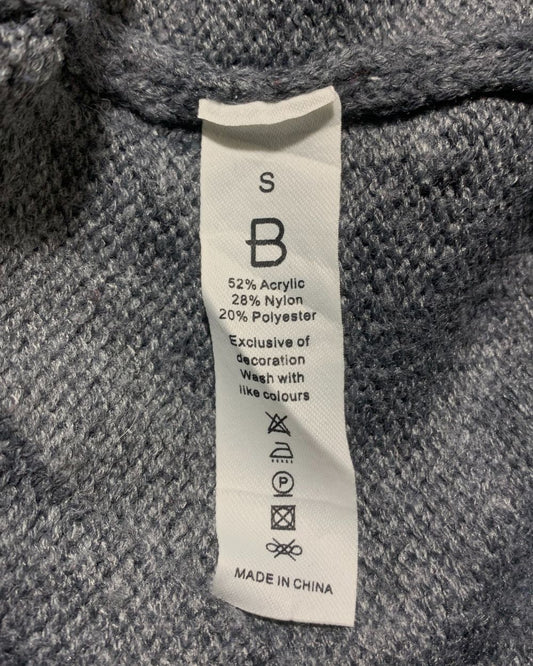 S
B
52% Acrylic
28% Nylon
20% Polyester
Exclusive of
decoration
Wash with
like colours
P
MADE IN CHINA